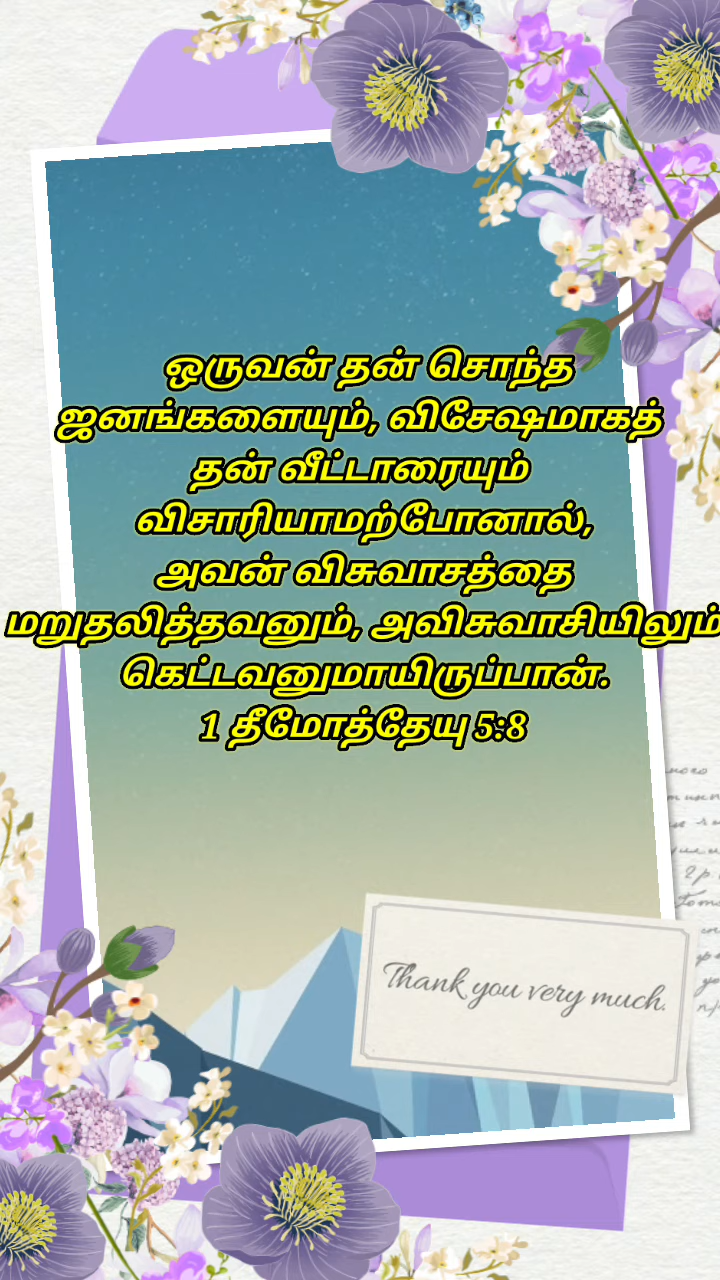 ஒருவன் தன் சொந்த
ஜனங்களையும், விசேஷமாகத்
தன் வீட்டாரையும்
விசாரியாமற்போனால்,
அவன் விசுவாசத்தை
மறுதலித்தவனும், அவிசுவாசியிலும்
கெட்டவனுமாயிருப்பான்.
1 தீமோத்தேயு 5:8
Thank you very much.